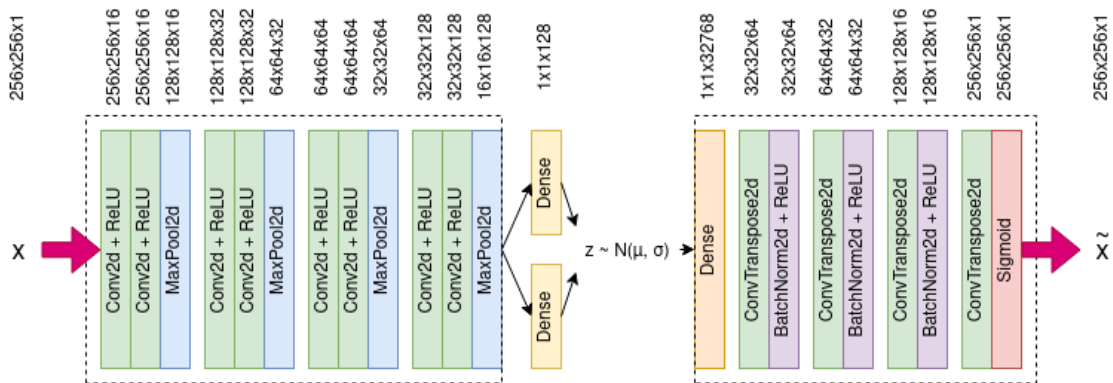 256x256x1
256x256x16
256x256x16
128x128x16
128x128x32
128x128x32
64x64x32
64x64x64
64x64x64
32x32x64
32x32x128
32x32x128
16x16x128
1x1x128
1x1x32768
32x32x64
32x32x64
64x64x32
64x64x32
128x128x16
128x128x16
256x256x1
256x256x1
256x256x1
X
Conv2d + ReLU
Conv2d + ReLU
MaxPool2d
Conv2d + ReLU
Conv2d + ReLU
MaxPool2d
Conv2d + ReLU
Conv2d + ReLU
MaxPool2d
Conv2d + ReLU
Conv2d + ReLU
MaxPool2d
Dense
Dense
z ~ N(μ, σ)
Dense
ConvTranspose2d
BatchNorm2d + ReLU
ConvTranspose2d
BatchNorm2d + ReLU
ConvTranspose2d
BatchNorm2d + ReLU
ConvTranspose2d
Sigmoid
x̃